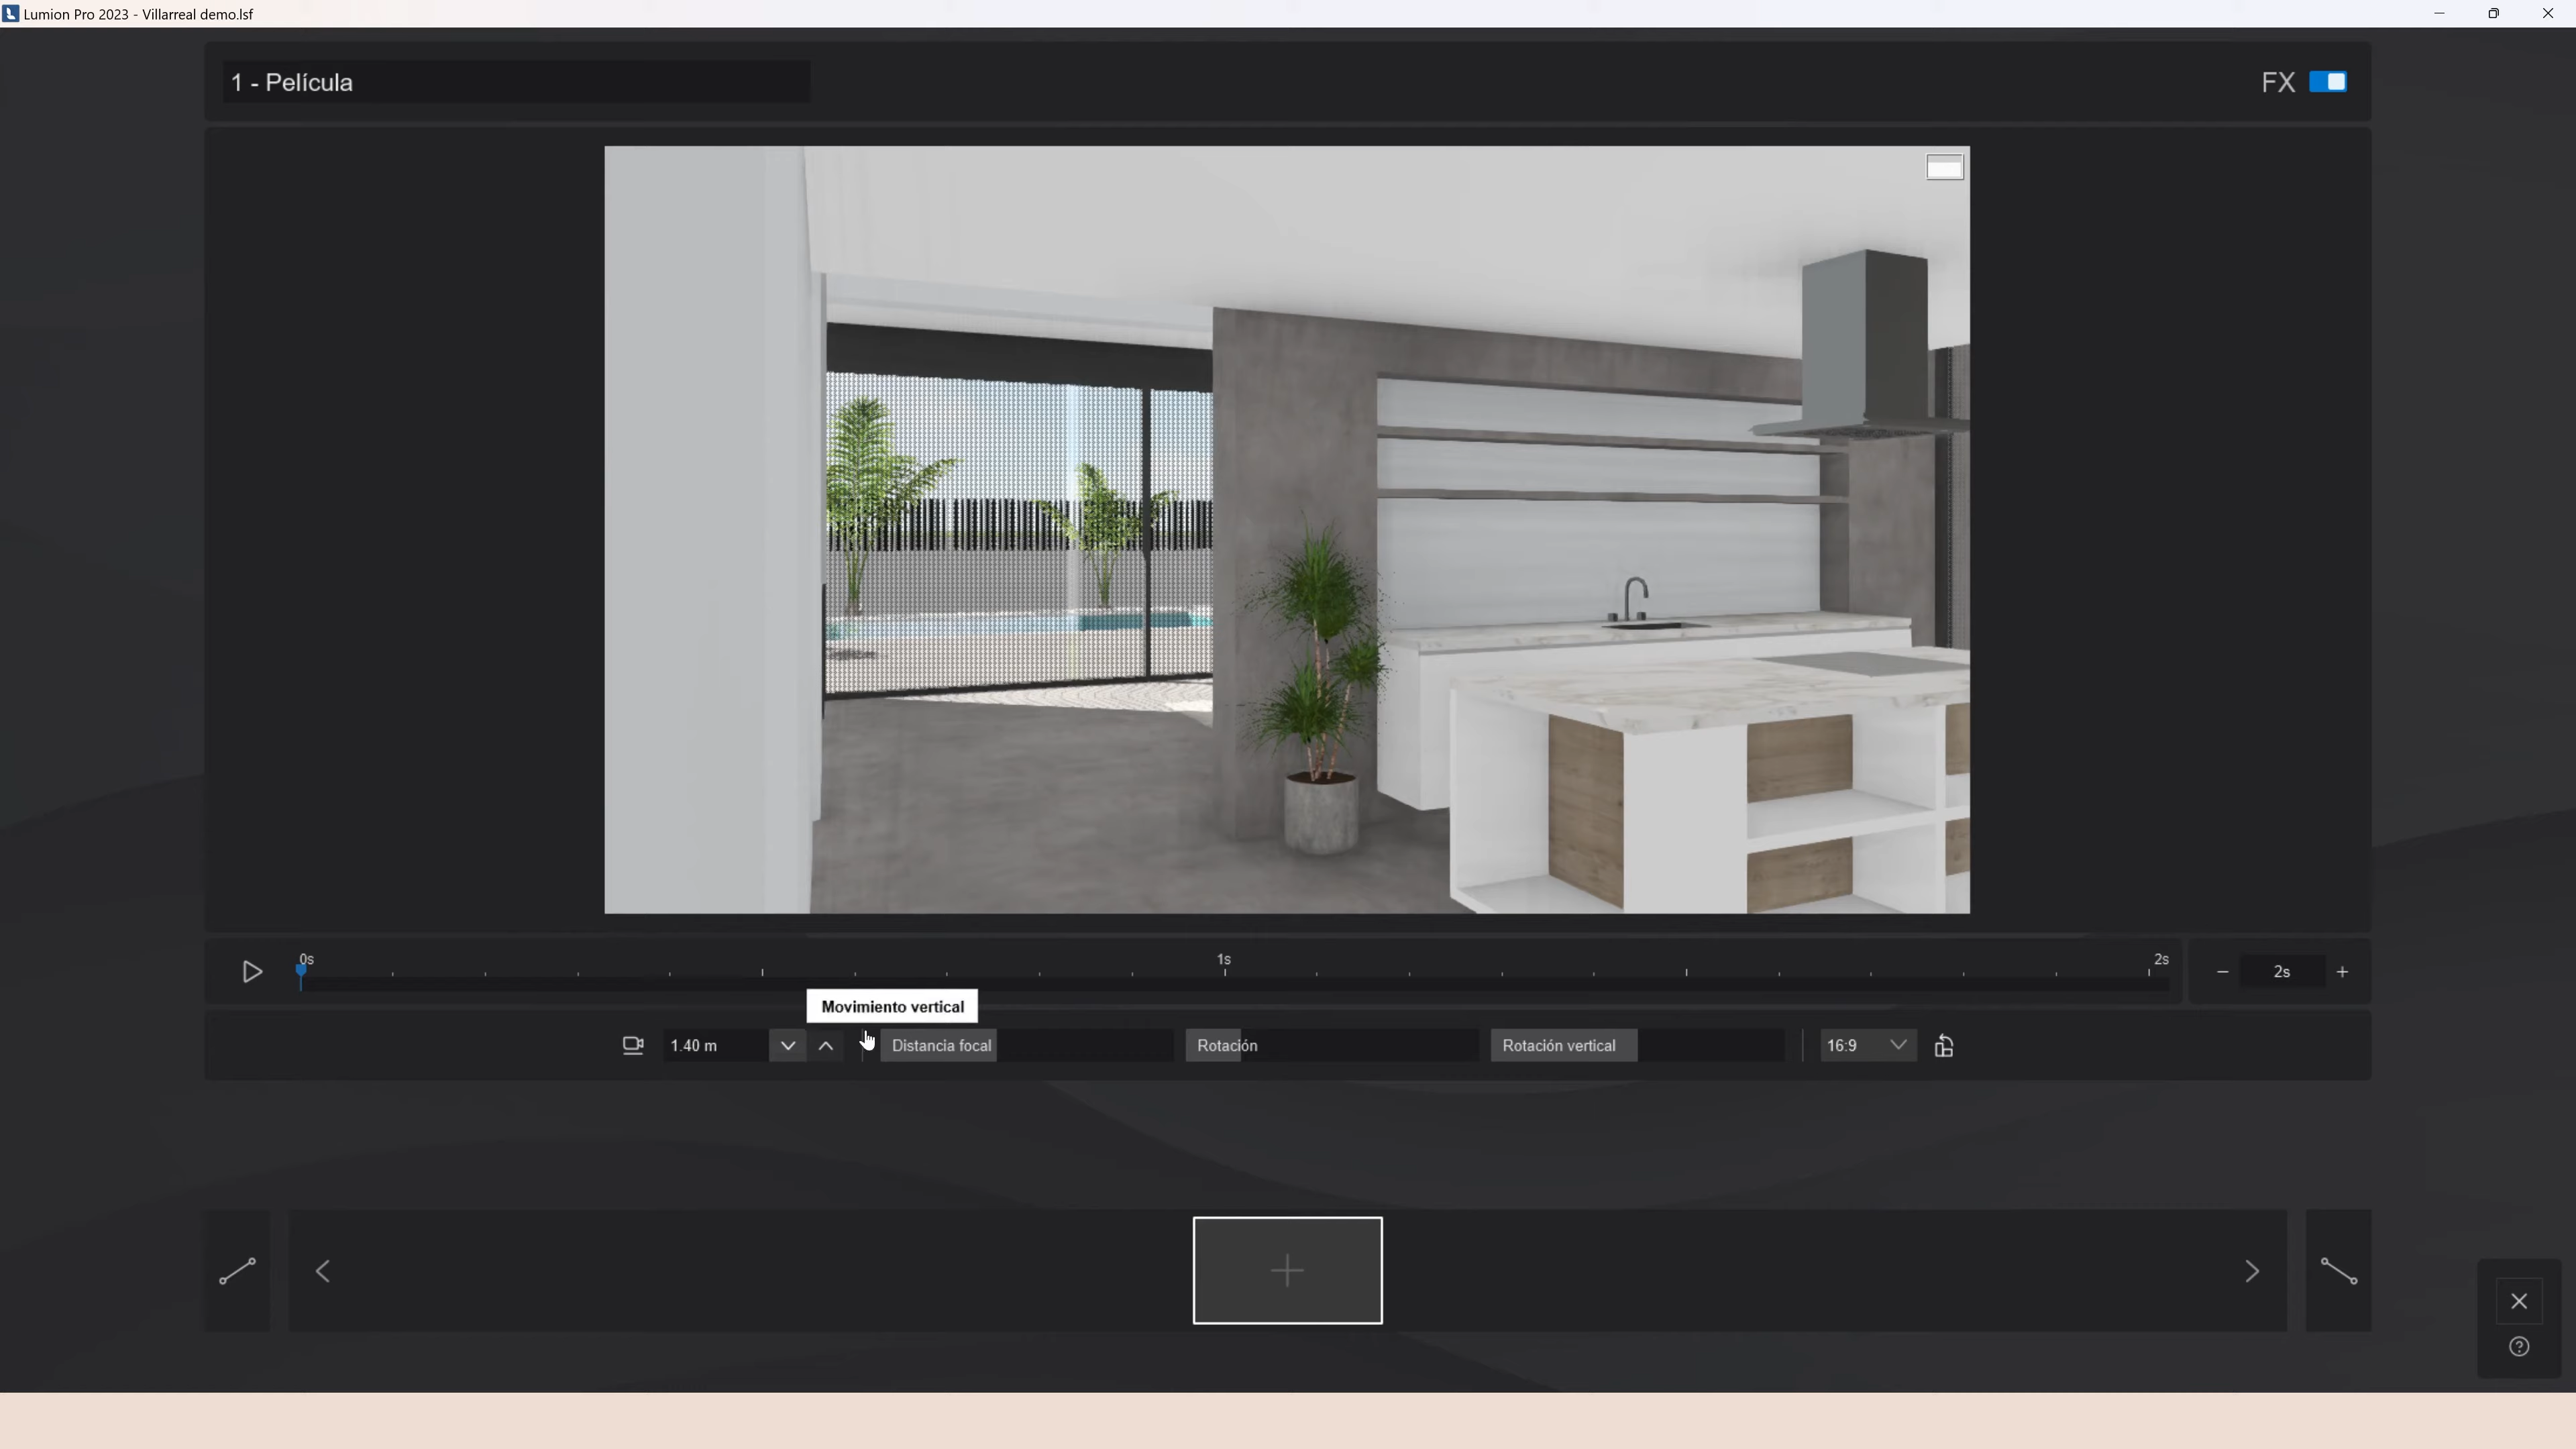 Lumion Pro 2023 - Villarreal demo.lsf
1 - Película
FX
0s
1s
2s
2s
Movimiento vertical
1.40 m
Distancia focal
Rotación
Rotación vertical
16:9